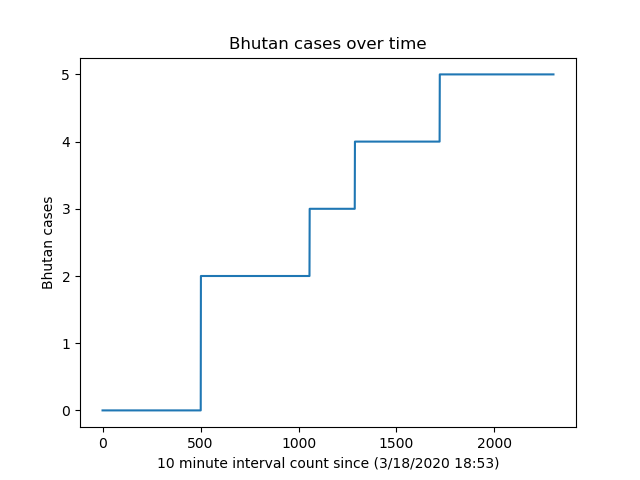 Bhutan cases over time
5
4
3
2
1
0
Bhutan cases
0 500 1000 1500 2000
10 minute interval count since (3/18/2020 18:53)